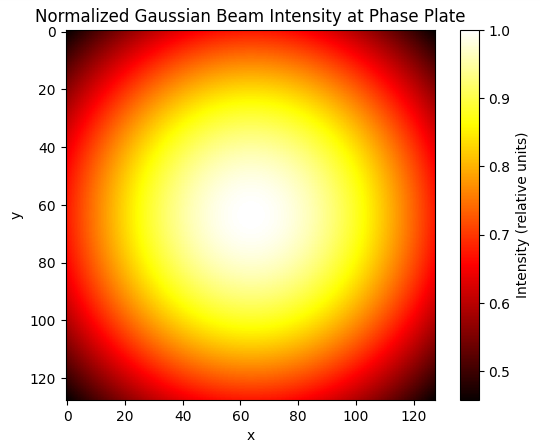 Normalized Gaussian Beam Intensity at Phase Plate
0
20
40
60
80
100
120
y
0 20 40 60 80 100 120
x
1.0
0.9
0.8
0.7
0.6
0.5
Intensity (relative units)